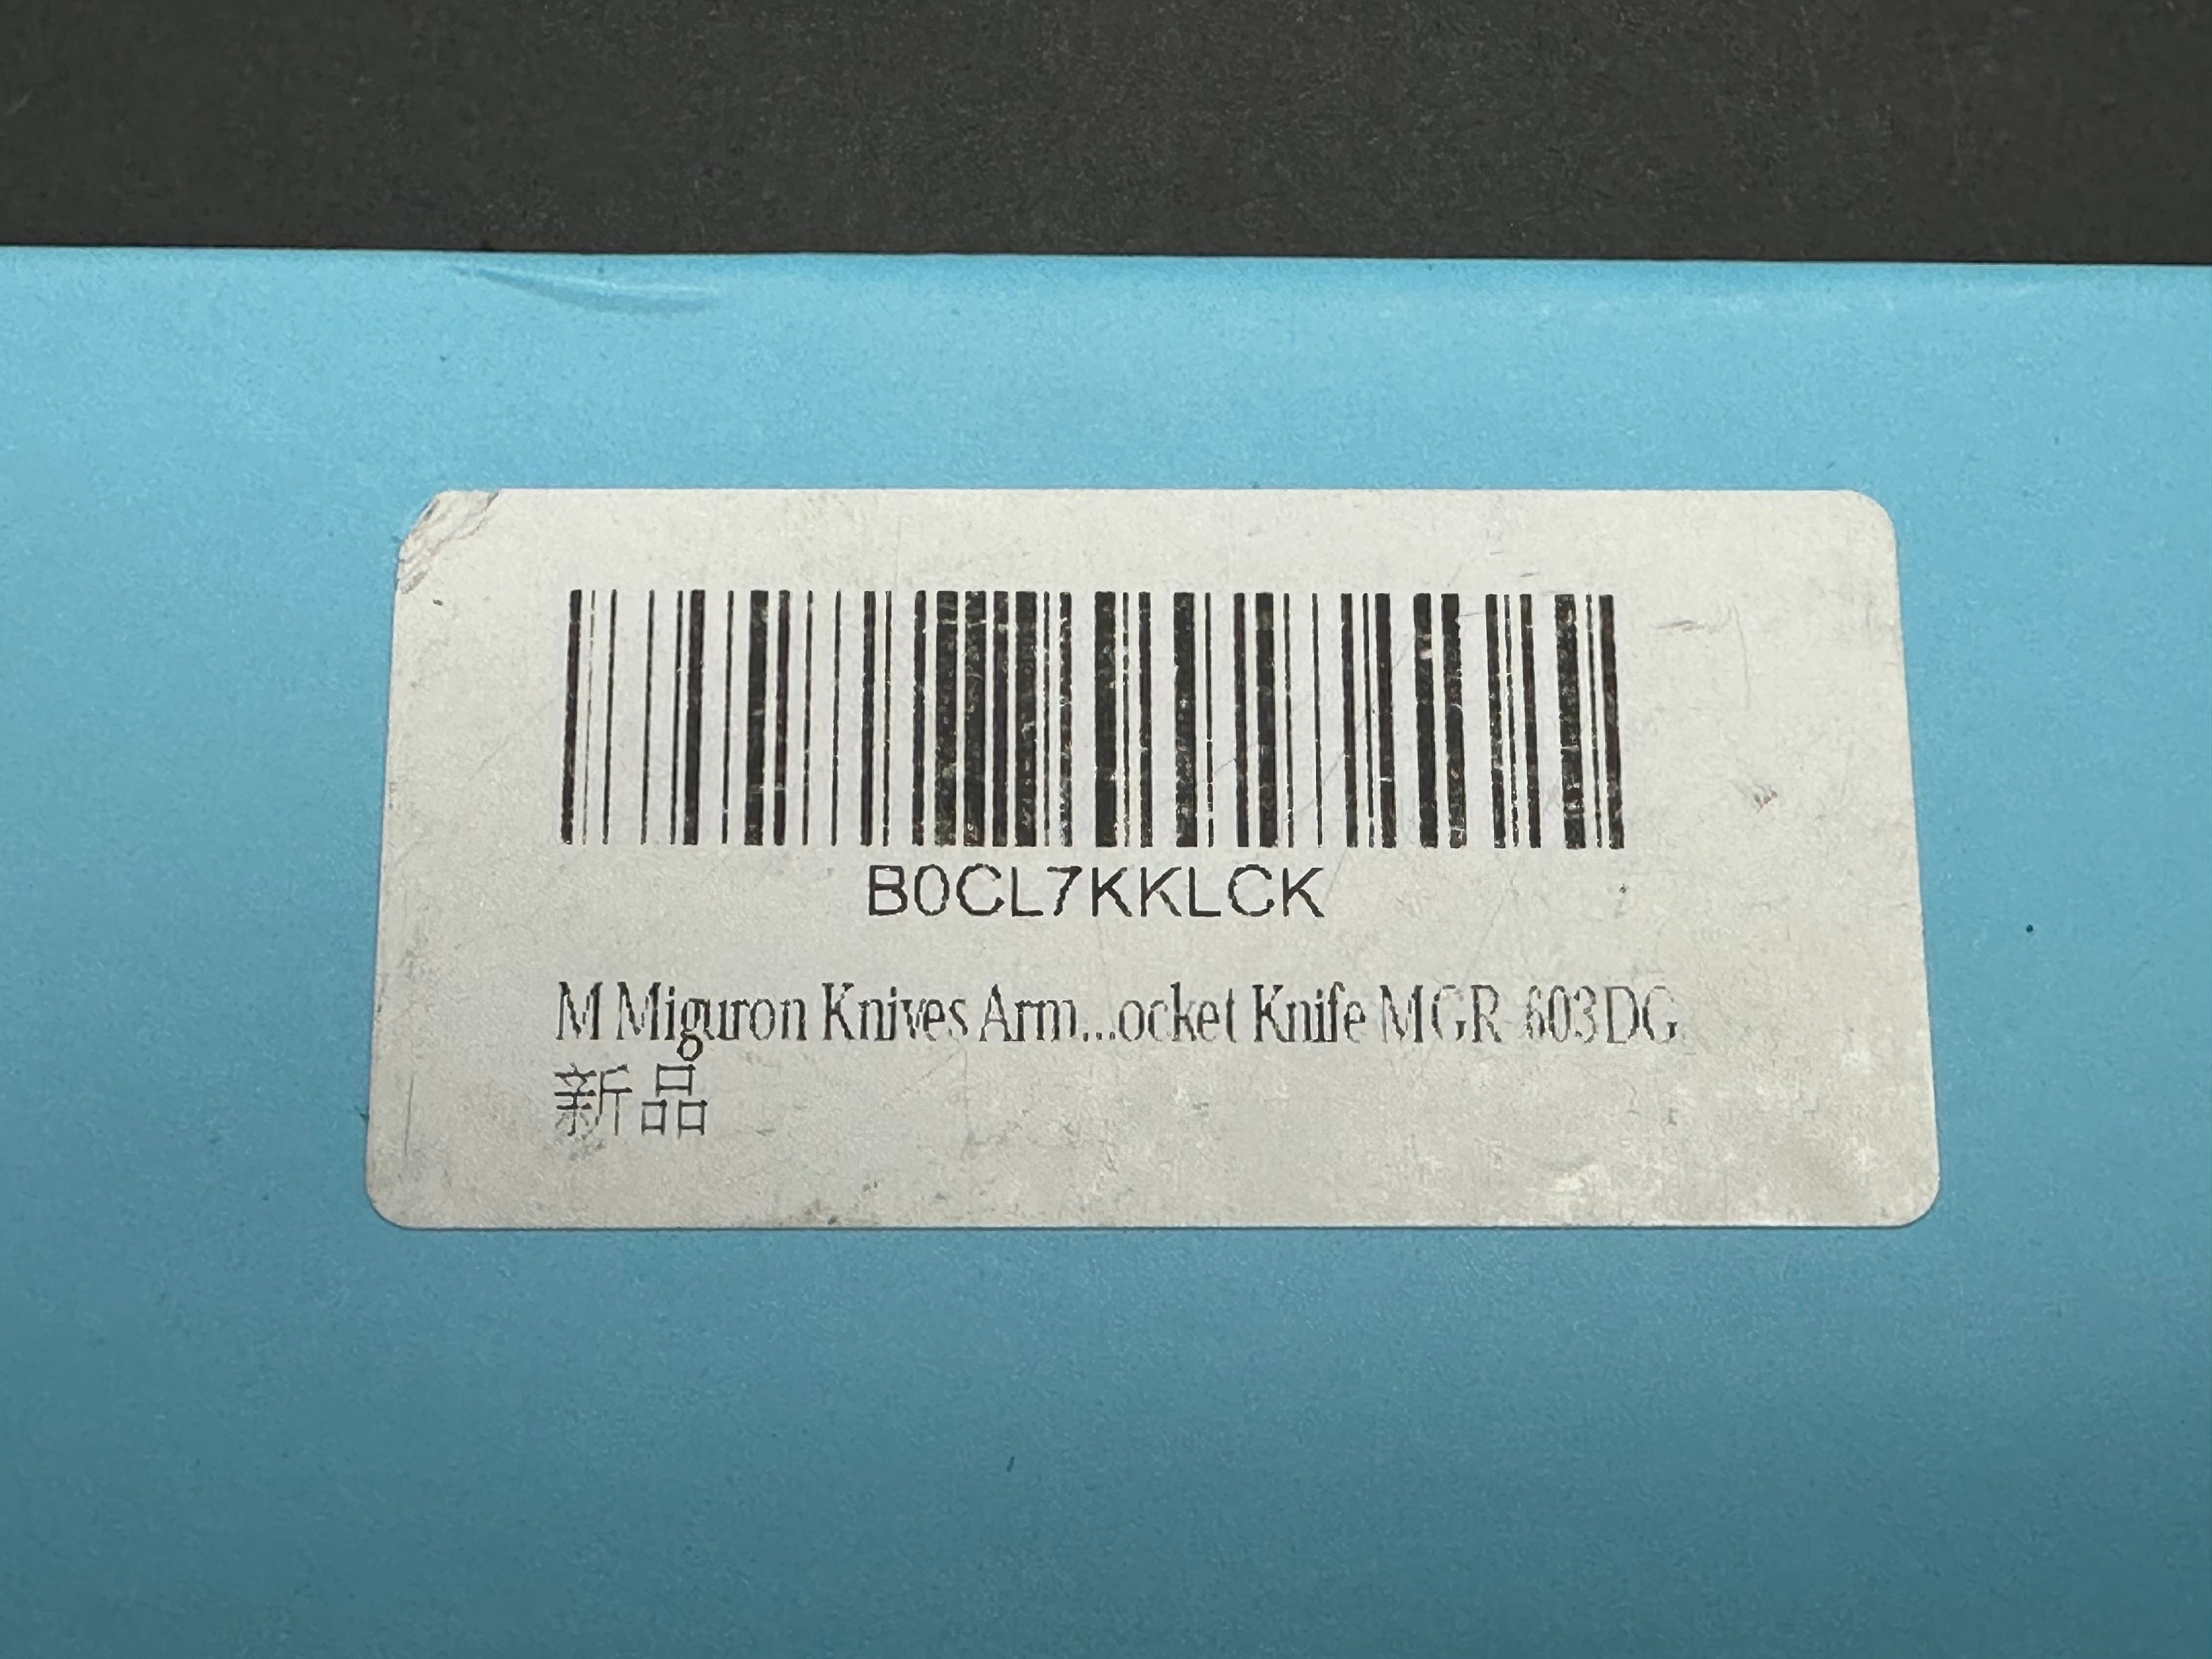 B0CL7KKLCK
M Miguron Knives Arm...ocket Knife MGR-603DG
新品